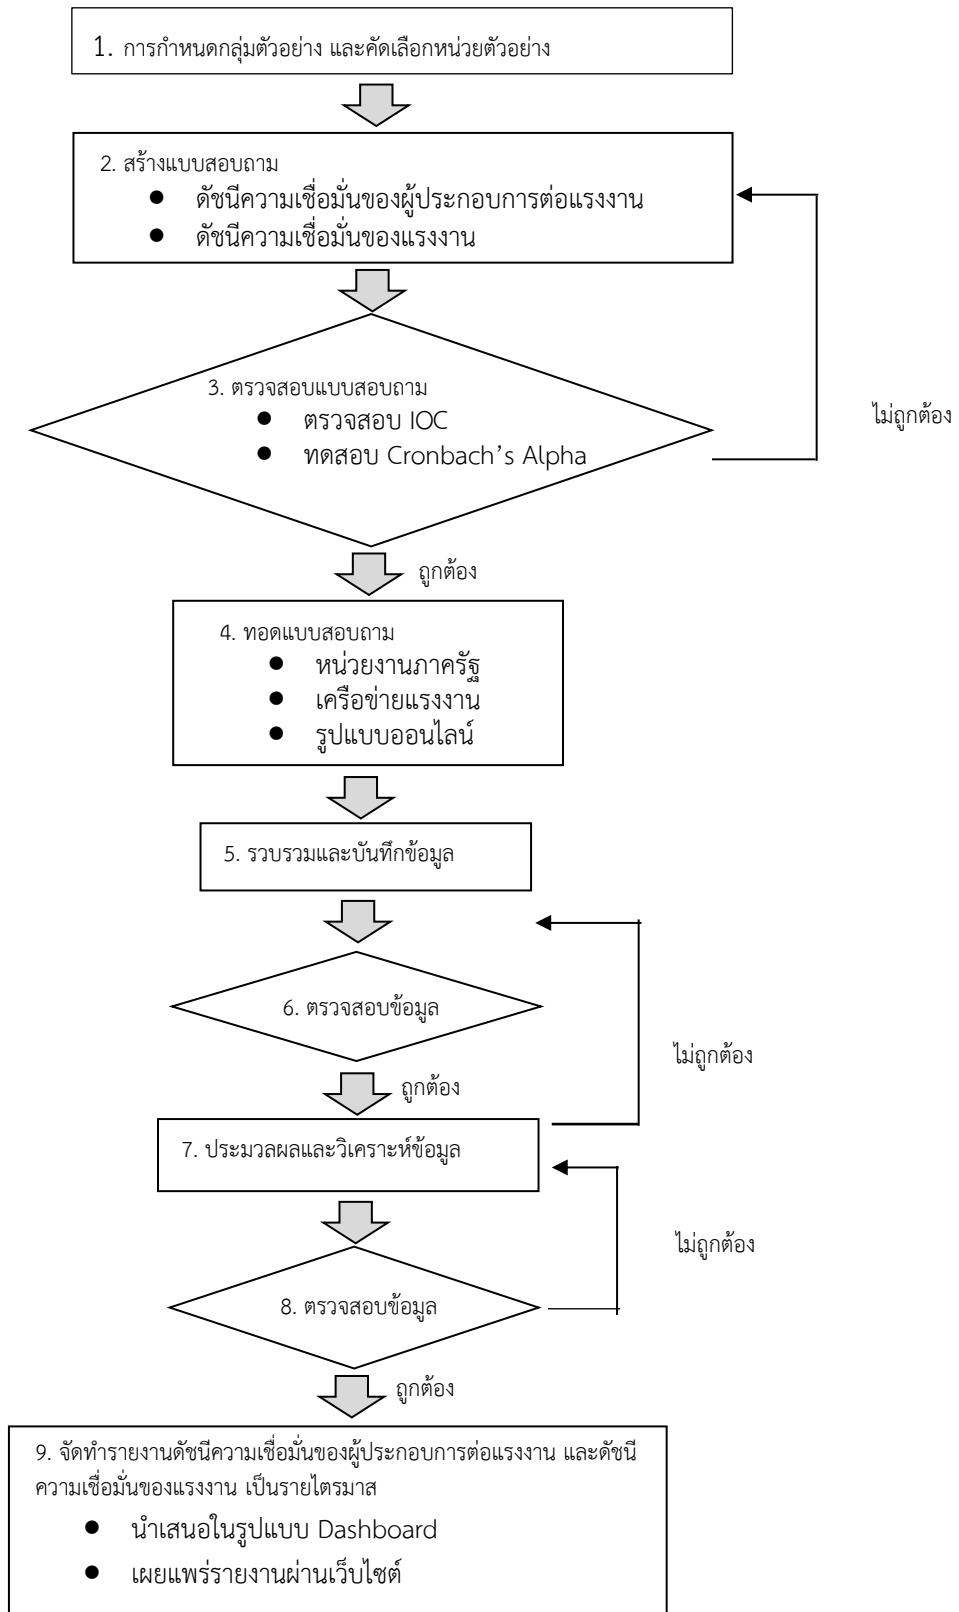 1. การกำหนดกลุ่มตัวอย่าง และคัดเลือกหน่วยตัวอย่าง
2. สร้างแบบสอบถาม
● ดัชนีความเชื่อมั่นของผู้ประกอบการต่อแรงงาน
● ดัชนีความเชื่อมั่นของแรงงาน
3. ตรวจสอบแบบสอบถาม
● ตรวจสอบ IOC
● ทดสอบ Cronbach’s Alpha
ไม่ถูกต้อง
ถูกต้อง
4. ทอดแบบสอบถาม
● หน่วยงานภาครัฐ
● เครือข่ายแรงงาน
● รูปแบบออนไลน์
5. รวบรวมและบันทึกข้อมูล
6. ตรวจสอบข้อมูล
ไม่ถูกต้อง
ถูกต้อง
7. ประมวลผลและวิเคราะห์ข้อมูล
ไม่ถูกต้อง
8. ตรวจสอบข้อมูล
ถูกต้อง
9. จัดทำรายงานดัชนีความเชื่อมั่นของผู้ประกอบการต่อแรงงาน และดัชนี
ความเชื่อมั่นของแรงงาน เป็นรายไตรมาส
● นำเสนอในรูปแบบ Dashboard
● เผยแพร่รายงานผ่านเว็บไซต์